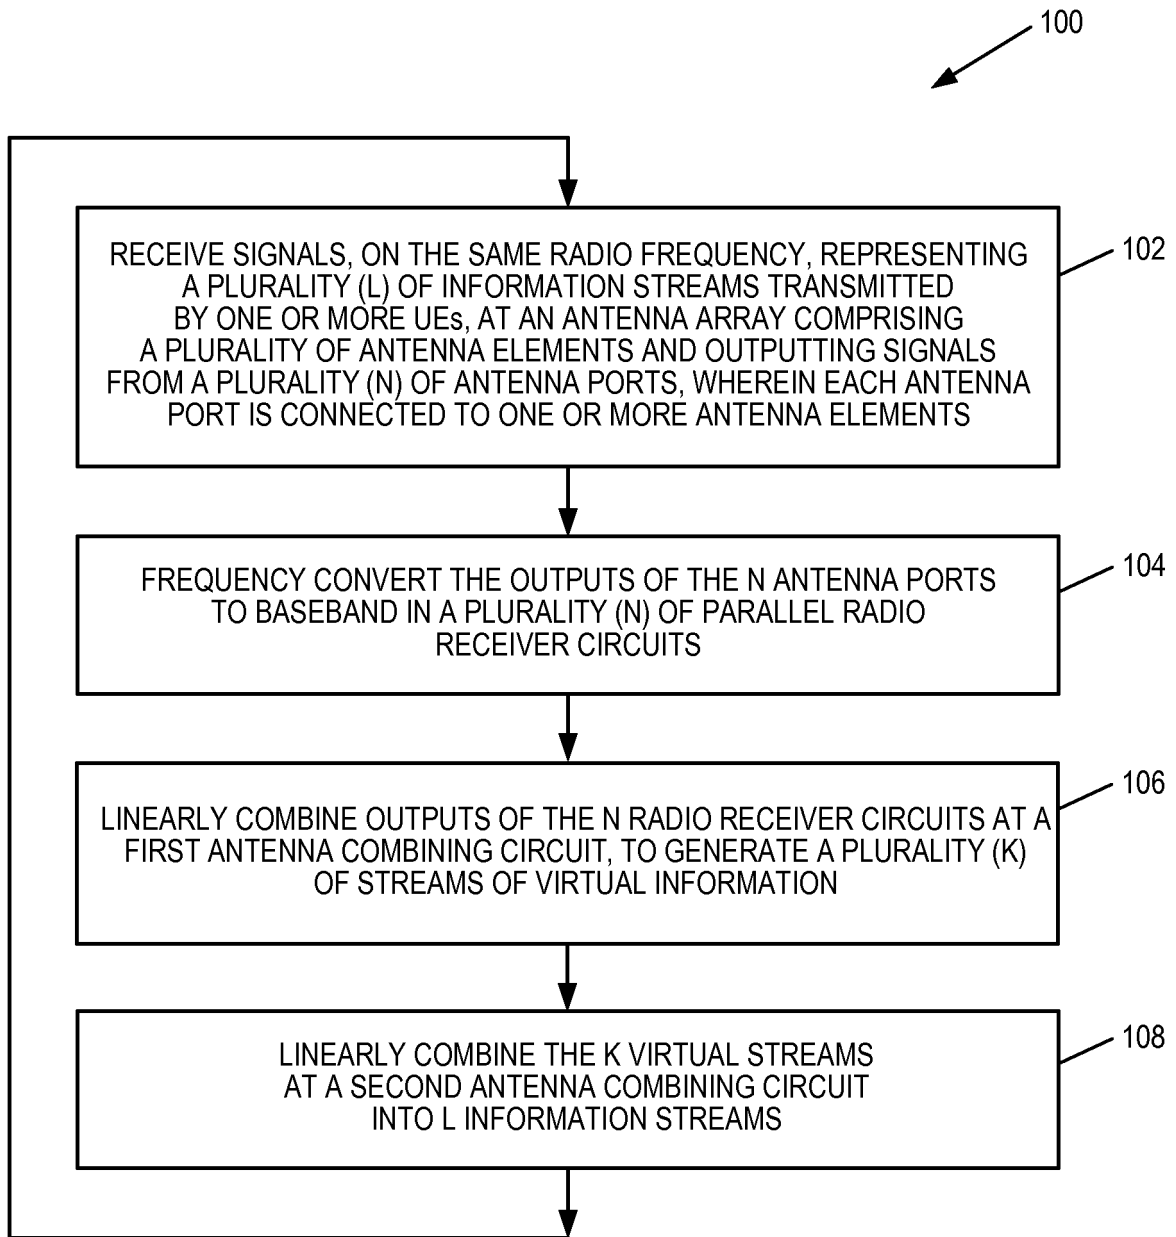 100
RECEIVE SIGNALS, ON THE SAME RADIO FREQUENCY, REPRESENTING
A PLURALITY (L) OF INFORMATION STREAMS TRANSMITTED
BY ONE OR MORE UEs, AT AN ANTENNA ARRAY COMPRISING
A PLURALITY OF ANTENNA ELEMENTS AND OUTPUTTING SIGNALS
FROM A PLURALITY (N) OF ANTENNA PORTS, WHEREIN EACH ANTENNA
PORT IS CONNECTED TO ONE OR MORE ANTENNA ELEMENTS
102
FREQUENCY CONVERT THE OUTPUTS OF THE N ANTENNA PORTS
TO BASEBAND IN A PLURALITY (N) OF PARALLEL RADIO
RECEIVER CIRCUITS
104
LINEARLY COMBINE OUTPUTS OF THE N RADIO RECEIVER CIRCUITS AT A
FIRST ANTENNA COMBINING CIRCUIT, TO GENERATE A PLURALITY (K)
OF STREAMS OF VIRTUAL INFORMATION
106
LINEARLY COMBINE THE K VIRTUAL STREAMS
AT A SECOND ANTENNA COMBINING CIRCUIT
INTO L INFORMATION STREAMS
108